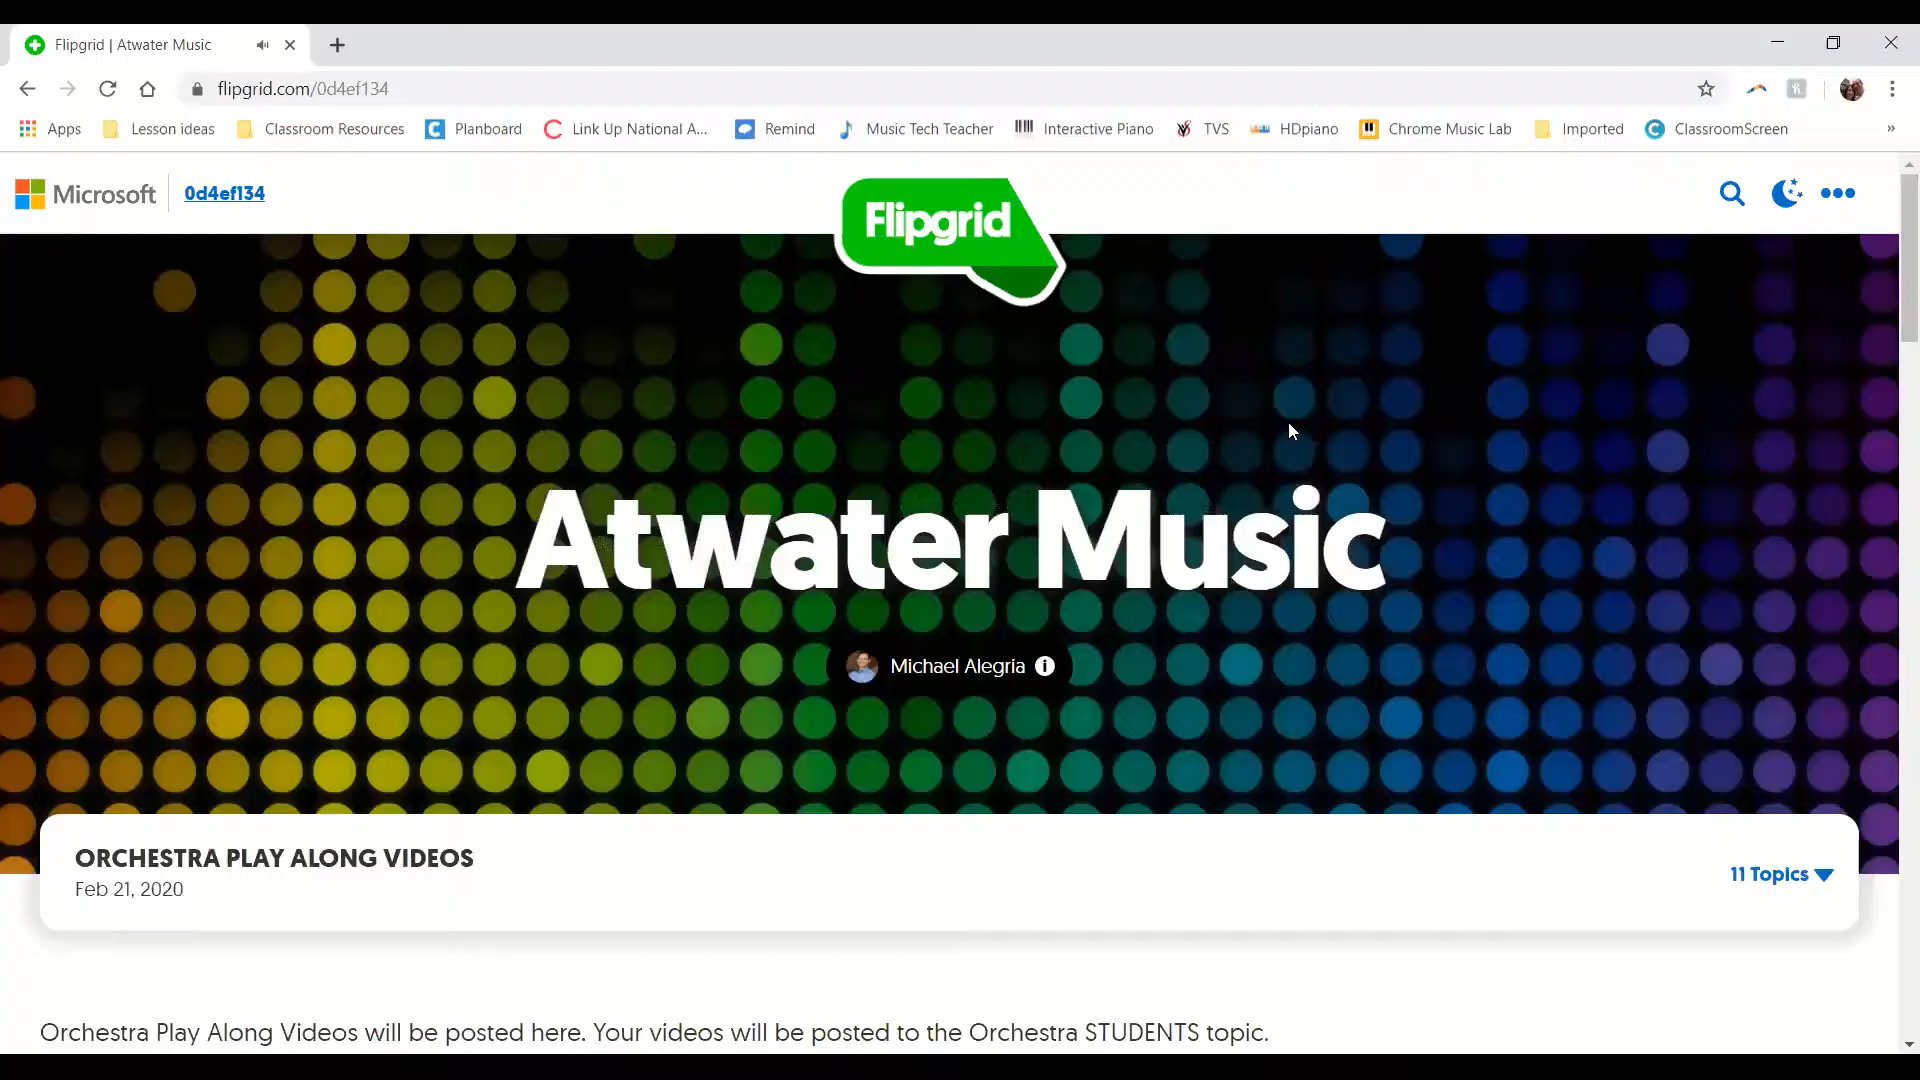 Flipgrid | Atwater Music
flipgrid.com/0d4ef134
Apps Lesson ideas Classroom Resources Planboard Link Up National A... Remind Music Tech Teacher Interactive Piano TVS HDpiano Chrome Music Lab Imported ClassroomScreen »
Microsoft 0d4ef134
Flipgrid
Atwater Music
Michael Alegria
ORCHESTRA PLAY ALONG VIDEOS
Feb 21, 2020
11 Topics
Orchestra Play Along Videos will be posted here. Your videos will be posted to the Orchestra STUDENTS topic.